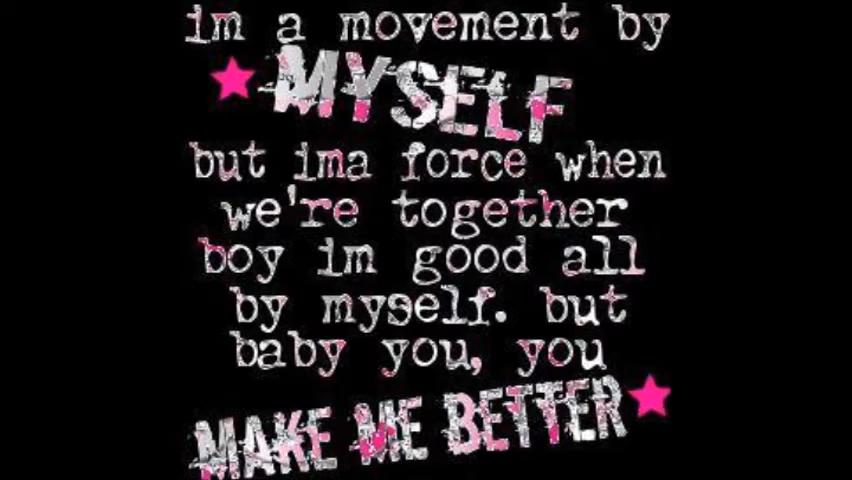 im a movement by
MYSELF
but ima force when
we're together
boy im good all
by myself. but
baby you, you
MAKE ME BETTER